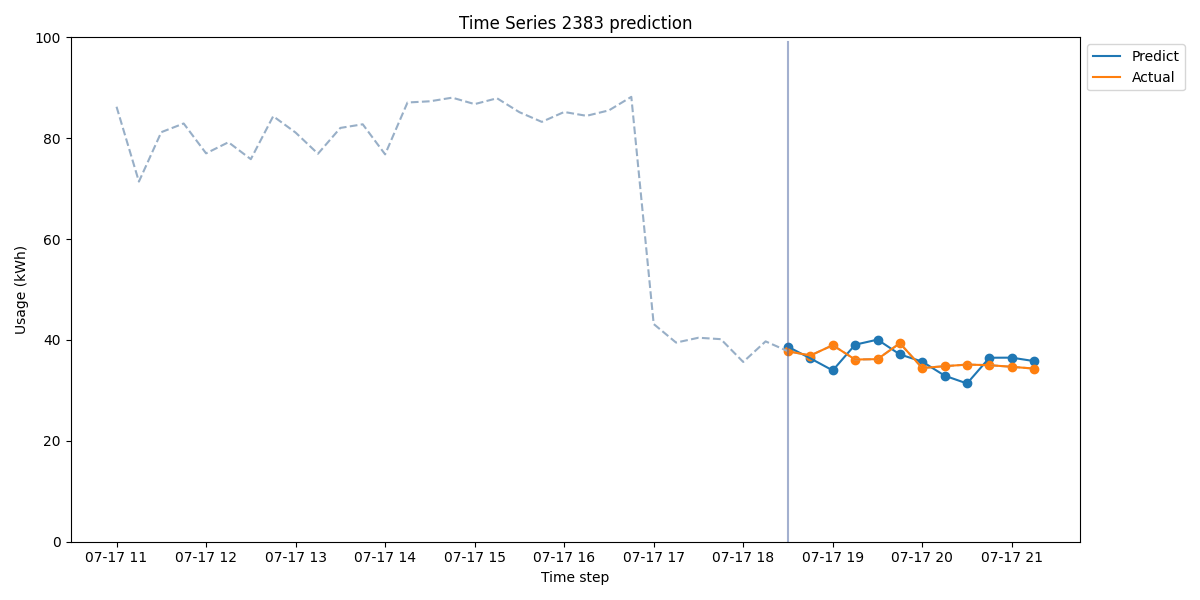 Time Series 2383 prediction
Predict
Actual
Usage (kWh)
100
80
60
40
20
0
07-17 11 07-17 12 07-17 13 07-17 14 07-17 15 07-17 16 07-17 17 07-17 18 07-17 19 07-17 20 07-17 21
Time step